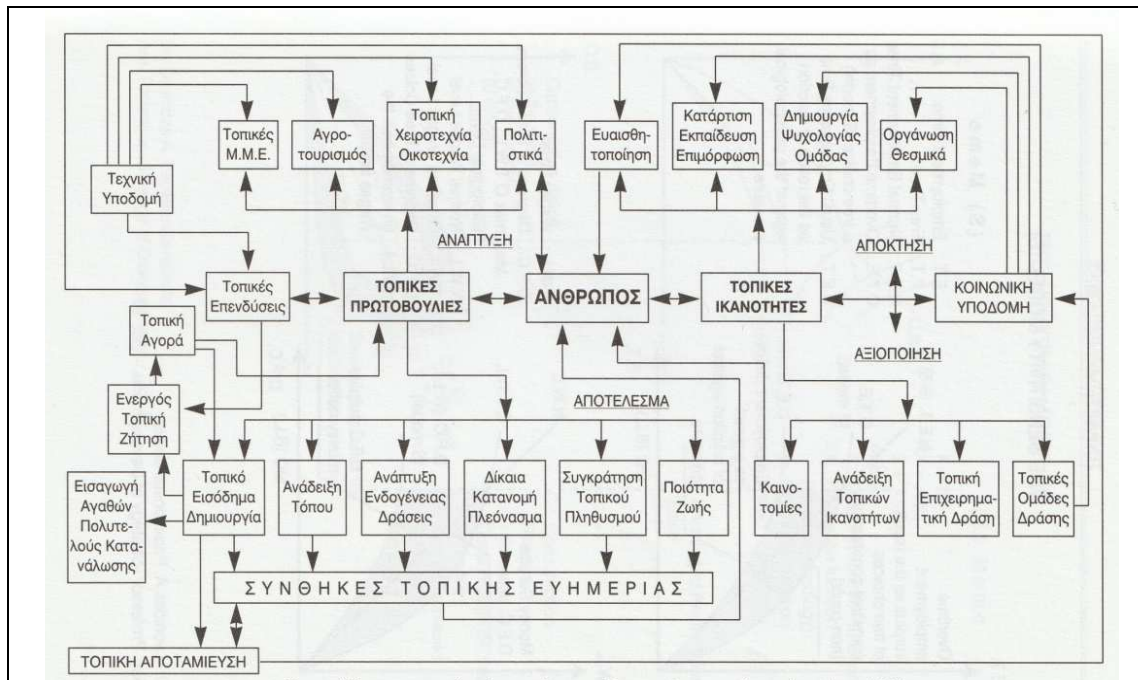 Τοπικές
Μ.Μ.Ε.
Αγρο-
τουρισμός
Τοπική
Χειροτεχνία
Οικοτεχνία
Πολιτι-
στικά
Ευαισθη-
τοποίηση
Κατάρτιση
Εκπαίδευση
Επιμόρφωση
Δημιουργία
Ψυχολογίας
Ομάδας
Οργάνωση
Θεσμικά
Τεχνική
Υποδομή
ΑΝΑΠΤΥΞΗ
ΑΠΟΚΤΗΣΗ
Τοπικές
Επενδύσεις
ΤΟΠΙΚΕΣ
ΠΡΩΤΟΒΟΥΛΙΕΣ
ΑΝΘΡΩΠΟΣ
ΤΟΠΙΚΕΣ
ΙΚΑΝΟΤΗΤΕΣ
ΚΟΙΝΩΝΙΚΗ
ΥΠΟΔΟΜΗ
Τοπική
Αγορά
ΑΞΙΟΠΟΙΗΣΗ
Ενεργός
Τοπική
Ζήτηση
ΑΠΟΤΕΛΕΣΜΑ
Εισαγωγή
Αγαθών
Πολυτε-
λούς Κατα-
νάλωσης
Τοπικό
Εισόδημα
Δημιουργία
Ανάδειξη
Τόπου
Ανάπτυξη
Ενδογένειας
Δράσεις
Δίκαια
Κατανομή
Πλεόνασμα
Συγκράτηση
Τοπικού
Πληθυσμού
Ποιότητα
Ζωής
Καινο-
τομίες
Ανάδειξη
Τοπικών
Ικανοτήτων
Τοπική
Επιχειρημα-
τική Δράση
Τοπικές
Ομάδες
Δράσης
ΣΥΝΘΗΚΕΣ ΤΟΠΙΚΗΣ ΕΥΗΜΕΡΙΑΣ
ΤΟΠΙΚΗ ΑΠΟΤΑΜΙΕΥΣΗ